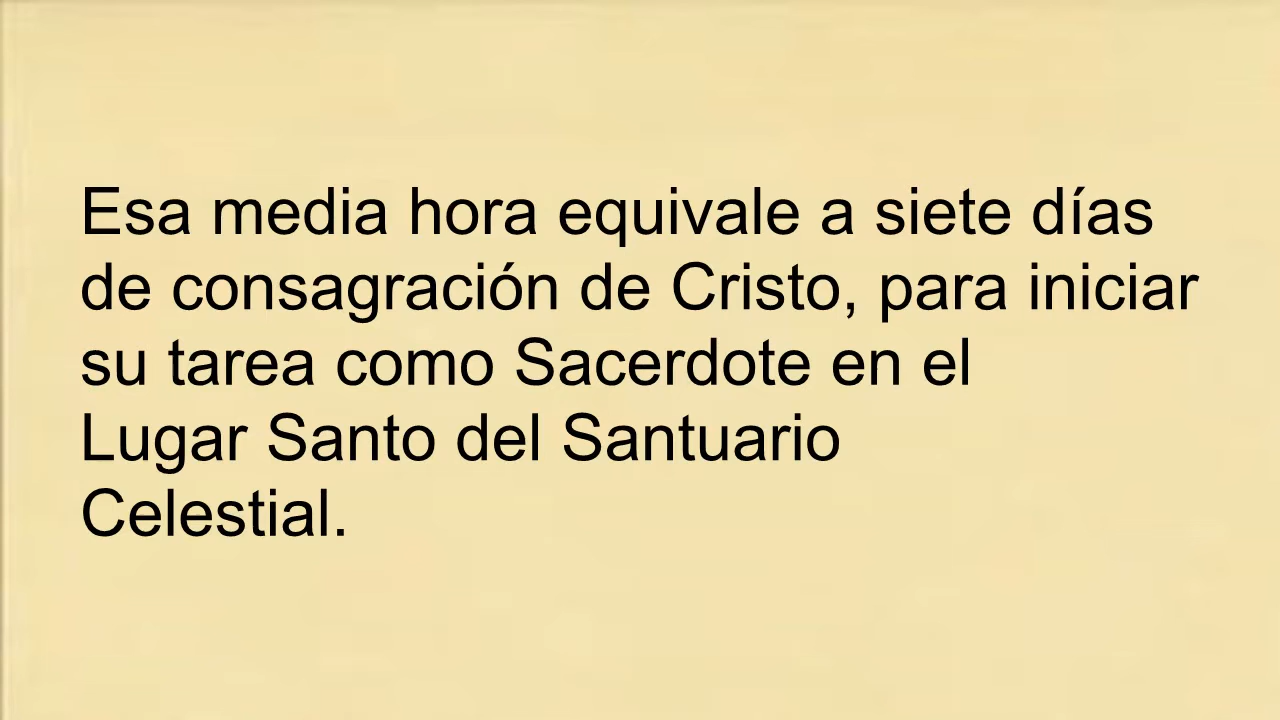 Esa media hora equivale a siete días
de consagración de Cristo, para iniciar
su tarea como Sacerdote en el
Lugar Santo del Santuario
Celestial.